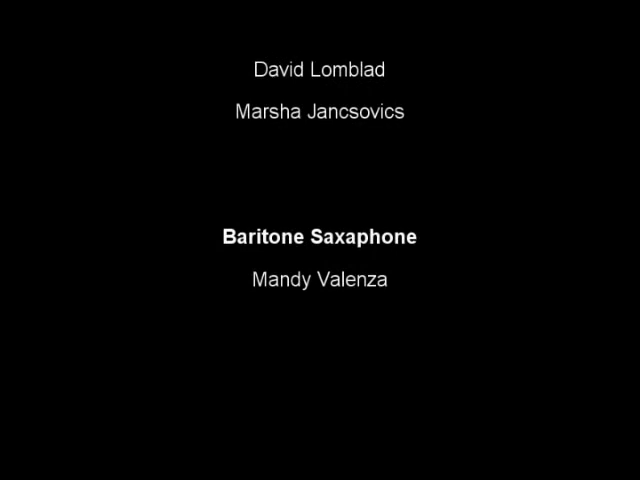 David Lomblad
Marsha Jancsovics
Baritone Saxaphone
Mandy Valenza